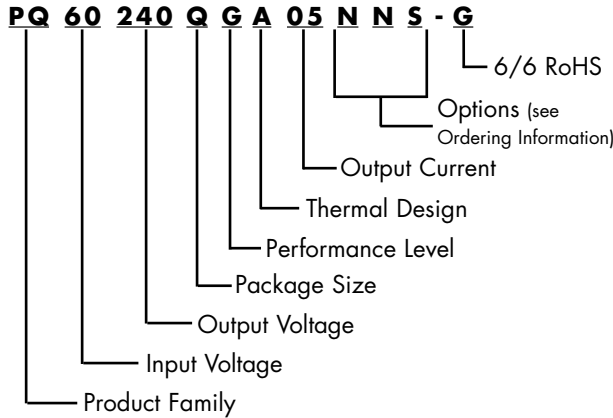 PQ 60 240 Q G A 05 N N S - G
6/6 RoHS
Options (see
Ordering Information)
Output Current
Thermal Design
Performance Level
Package Size
Output Voltage
Input Voltage
Product Family